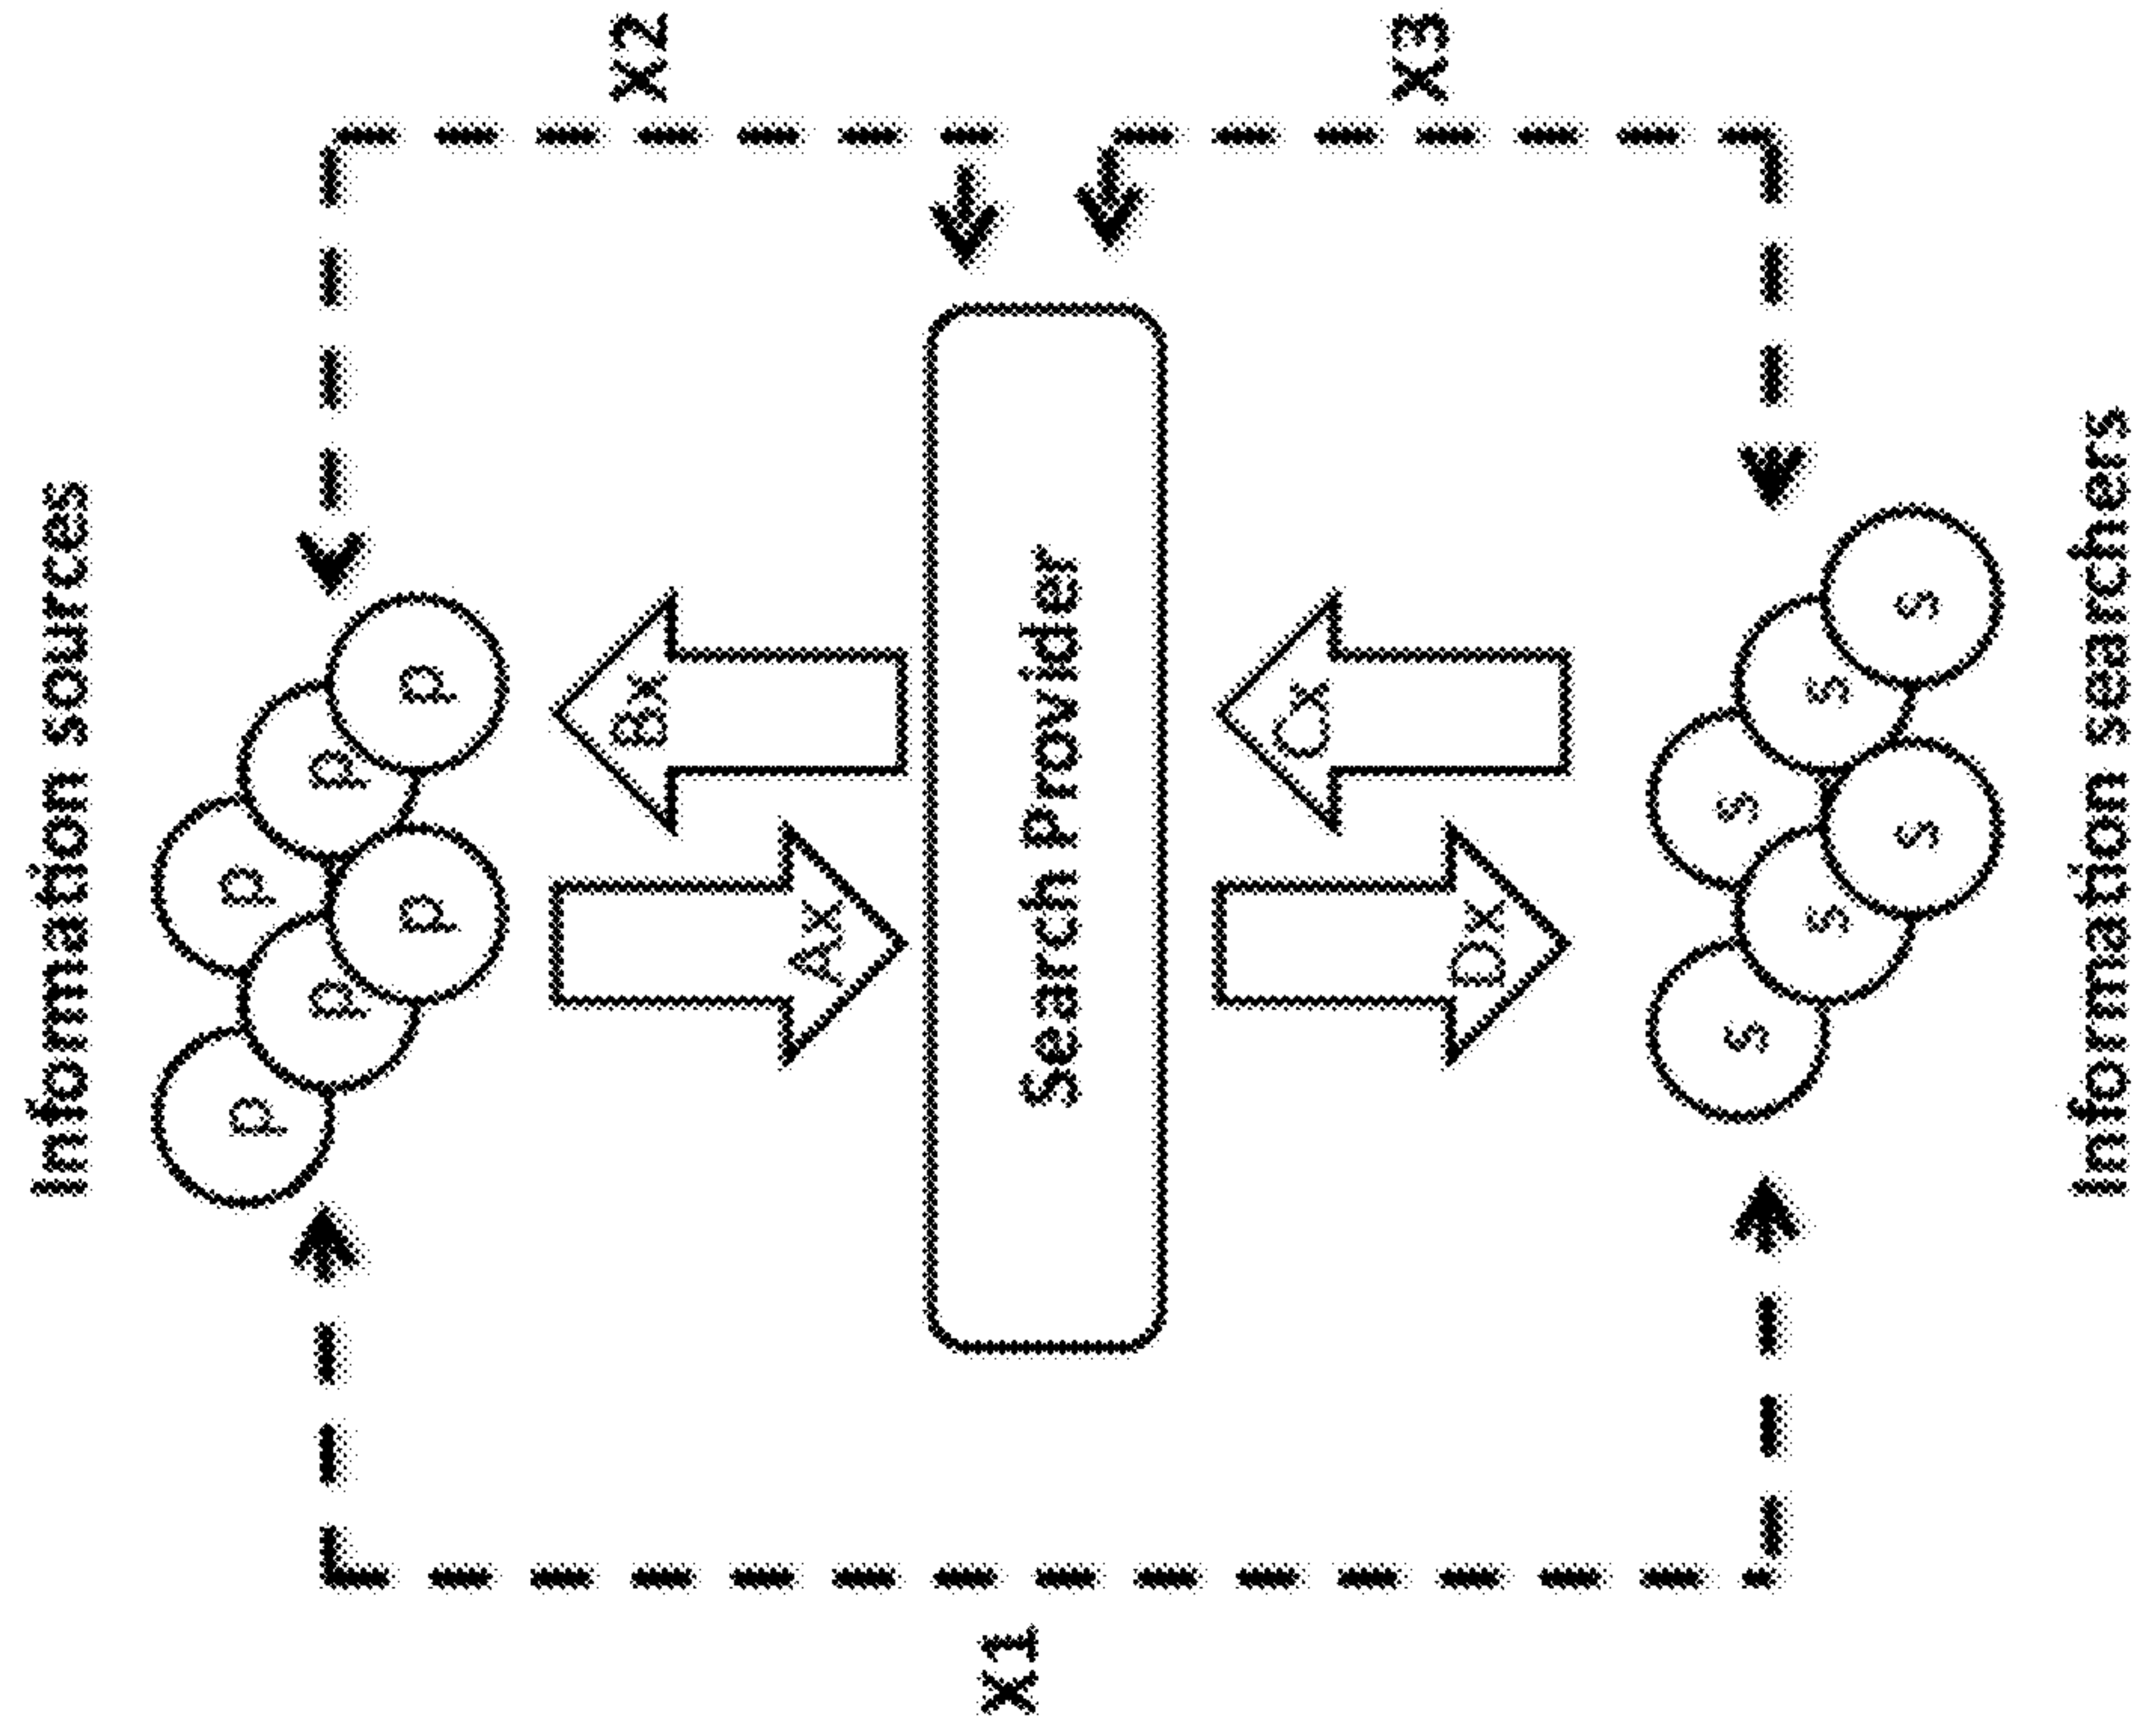 Information sources
p
p
p
p
p
p
Bx
x2
Ax
x1
Search Provider
Cx
x3
Dx
s
s
s
s
s
s
Information searchers